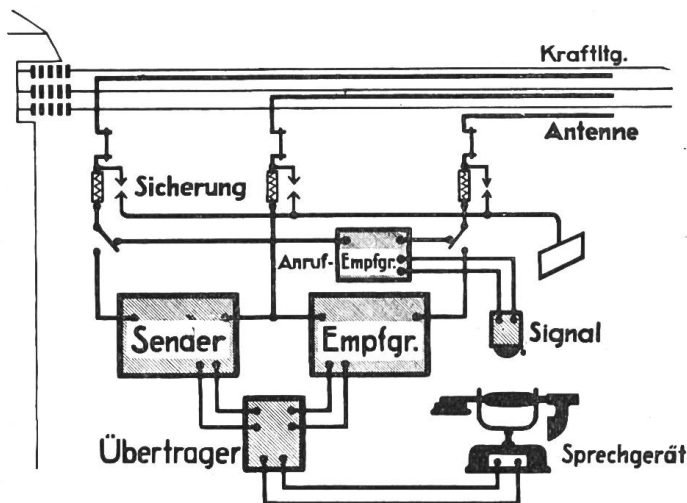 Kraftltg.
Antenne
Sicherung
Anruf- Empfgr.
Signal
Sender Empfgr.
Übertrager
Sprechgerät